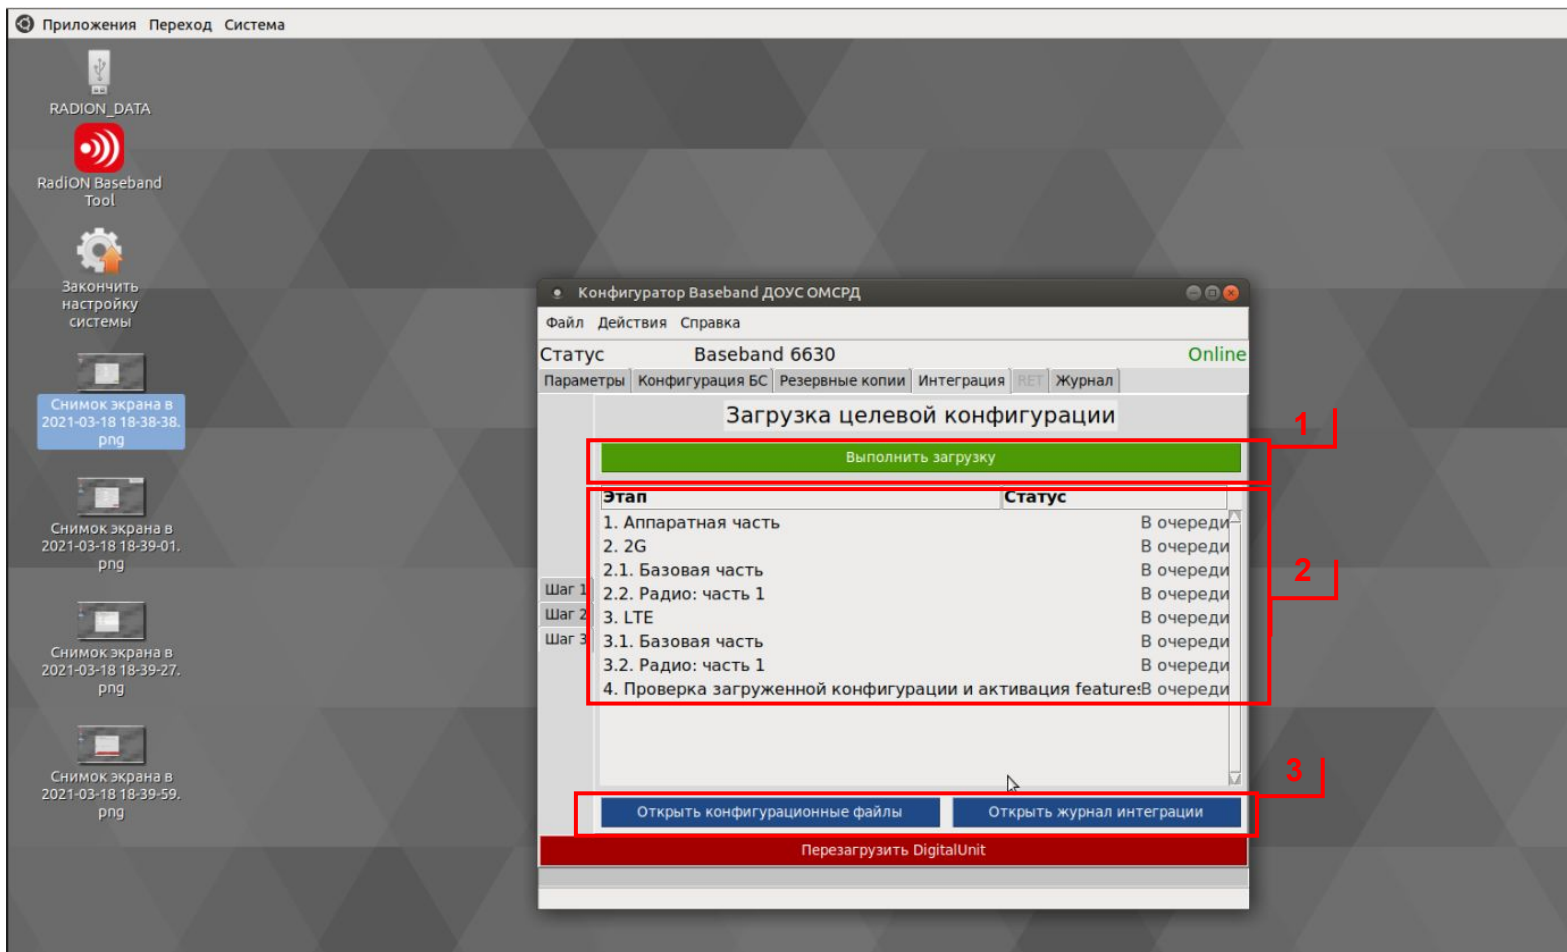 Приложения Переход Система
RADION_DATA
RadiON Baseband
Tool
Закончить
настройку
системы
Снимок экрана в
2021-03-18 18-38-38.
png
Снимок экрана в
2021-03-18 18-39-01.
png
Снимок экрана в
2021-03-18 18-39-27.
png
Снимок экрана в
2021-03-18 18-39-59.
png
Конфигуратор Baseband ДОУС ОМСРД
Файл Действия Справка
Статус Baseband 6630 Online
Параметры Конфигурация БС Резервные копии Интеграция RET Журнал
Загрузка целевой конфигурации
1
Выполнить загрузку
Этап Статус
1. Аппаратная часть В очереди
2. 2G В очереди
2.1. Базовая часть В очереди
2
Шаг 1
2.2. Радио: часть 1 В очереди
Шаг 2
3. LTE В очереди
Шаг 3
3.1. Базовая часть В очереди
3.2. Радио: часть 1 В очереди
4. Проверка загруженной конфигурации и активация features В очереди
3
Открыть конфигурационные файлы Открыть журнал интеграции
Перезагрузить DigitalUnit